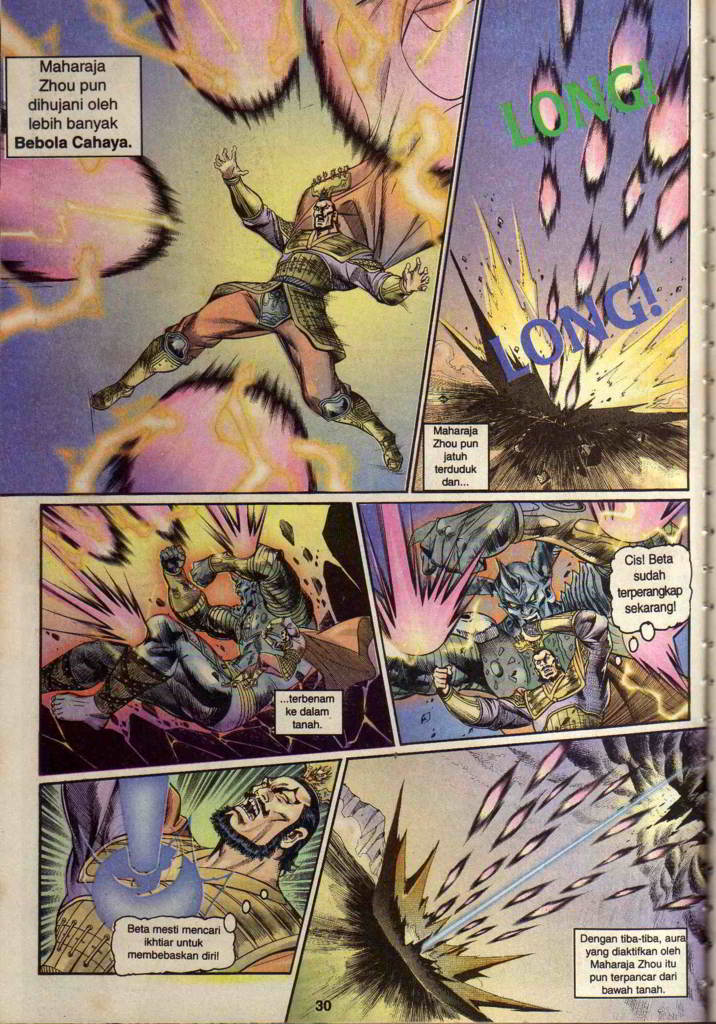 Maharaja
Zhou pun
dihujani oleh
lebih banyak
Bebola Cahaya.
LONG!
LONG!
Maharaja
Zhou pun
jatuh
terduduk
dan...
...terbenam
ke dalam
tanah.
Cis! Beta
sudah
terperangkap
sekarang!
Beta mesti mencari
ikhtiar untuk
membebaskan diri!
Dengan tiba-tiba, aura
yang diaktifkan oleh
Maharaja Zhou itu
pun terpancar dari
bawah tanah.
30